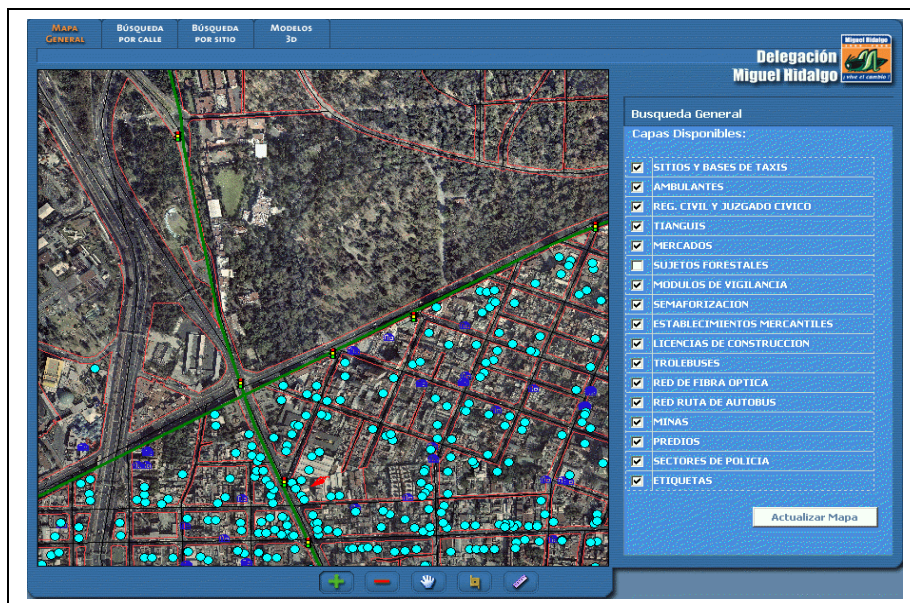 MAPA
GENERAL
BÚSQUEDA
POR CALLE
BÚSQUEDA
POR SITIO
MODELOS
3D
Delegación
Miguel Hidalgo
Miguel Hidalgo
¡vive el cambio!
Busqueda General
Capas Disponibles:
SITIOS Y BASES DE TAXIS
AMBULANTES
REG. CIVIL Y JUZGADO CIVICO
TIANGUIS
MERCADOS
SUJETOS FORESTALES
MODULOS DE VIGILANCIA
SEMAFORIZACION
ESTABLECIMIENTOS MERCANTILES
LICENCIAS DE CONSTRUCCION
TROLEBUSES
RED DE FIBRA OPTICA
RED RUTA DE AUTOBUS
MINAS
PREDIOS
SECTORES DE POLICIA
ETIQUETAS
Actualizar Mapa